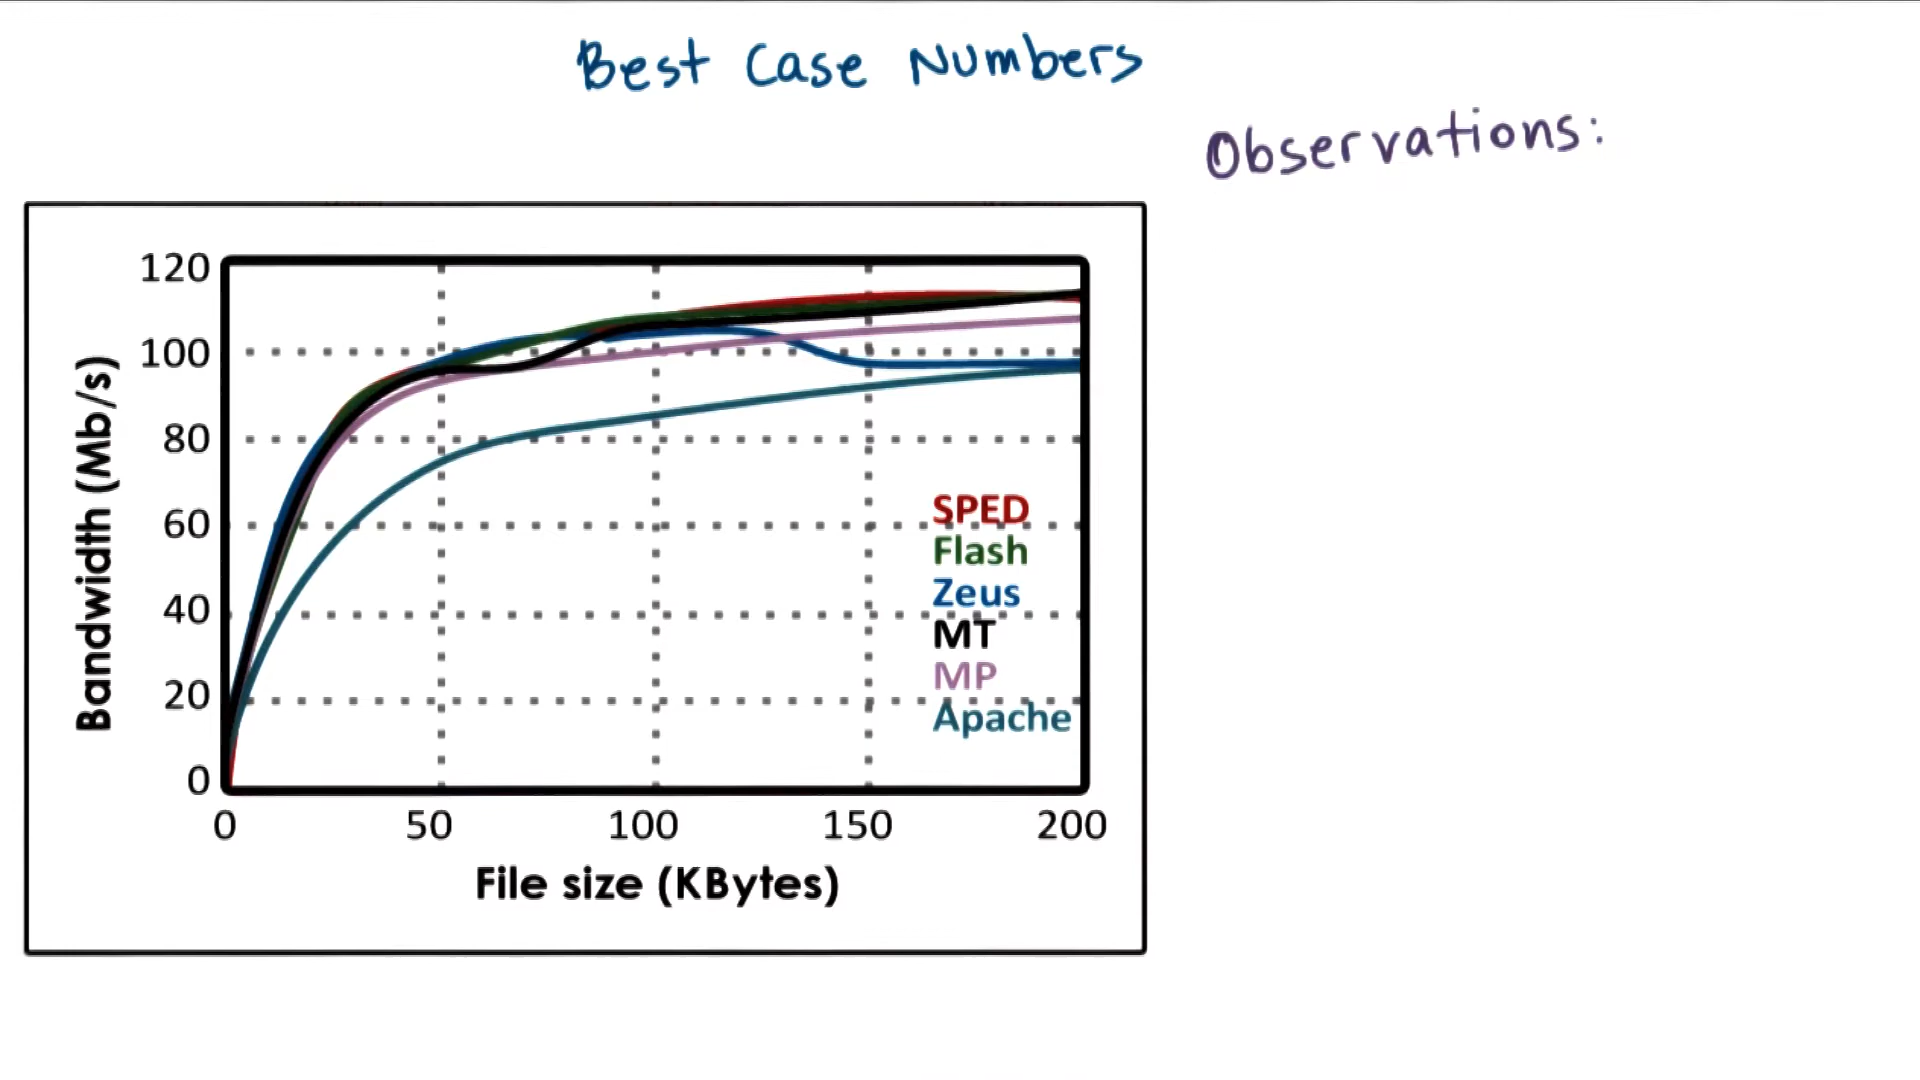 Best Case Numbers
Observations:
120
100
80
60
40
20
0
Bandwidth (Mb/s)
SPED
Flash
Zeus
MT
MP
Apache
0 50 100 150 200
File size (KBytes)